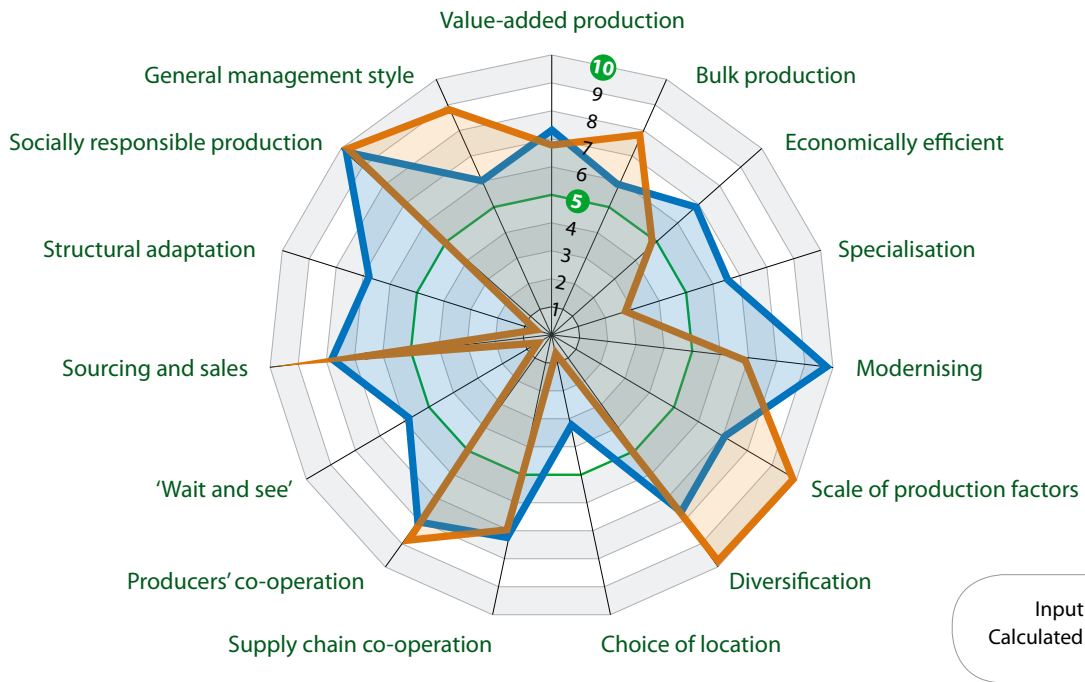 Value-added production
General management style
Bulk production
10
9
8
7
6
5
4
3
2
1
Socially responsible production
Economically efficient
Structural adaptation
Specialisation
Sourcing and sales
Modernising
'Wait and see'
Scale of production factors
Producers' co-operation
Diversification
Supply chain co-operation
Choice of location
Input
Calculated